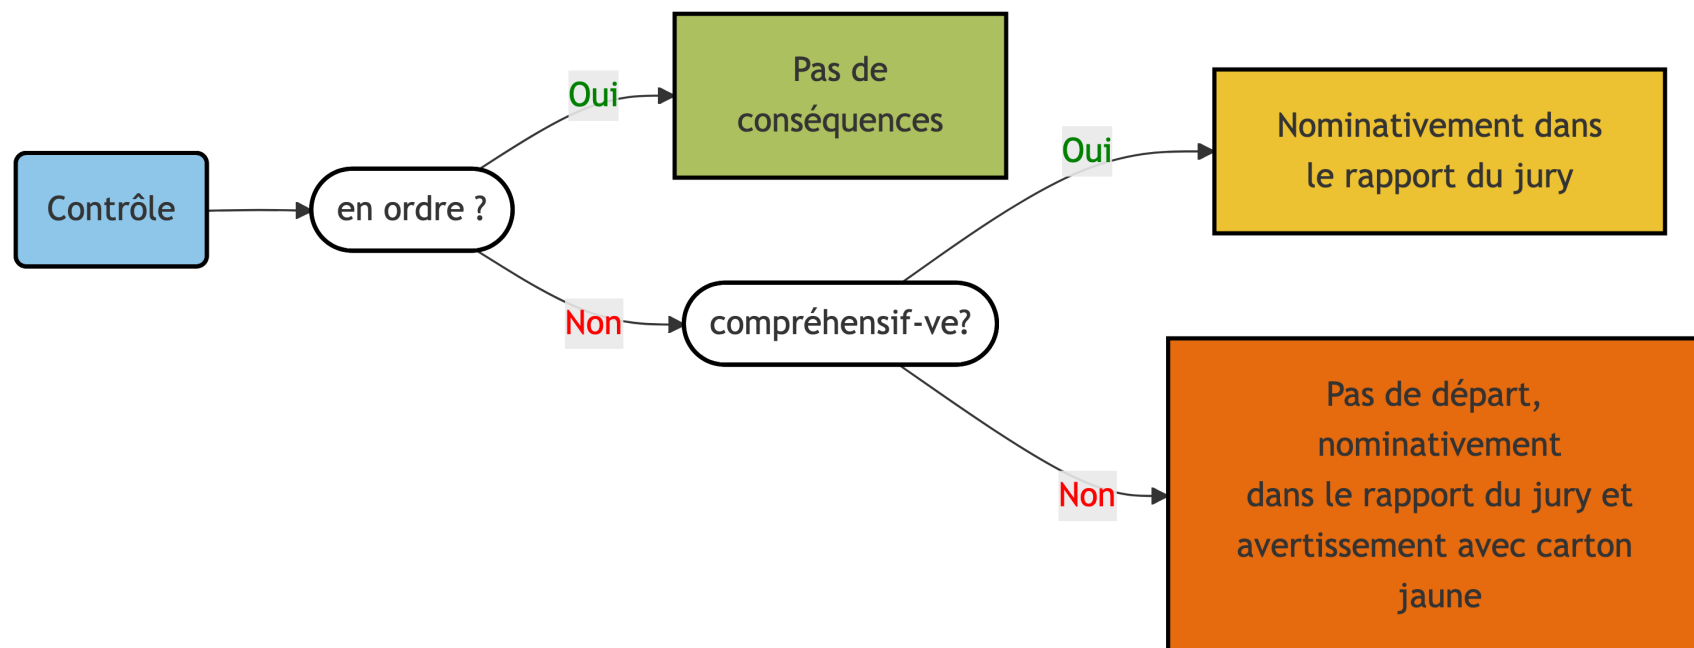 Contrôle
en ordre ?
Oui
Pas de
conséquences
Non
compréhensif-ve?
Oui
Nominativement dans
le rapport du jury
Non
Pas de départ,
nominativement
dans le rapport du jury et
avertissement avec carton
jaune